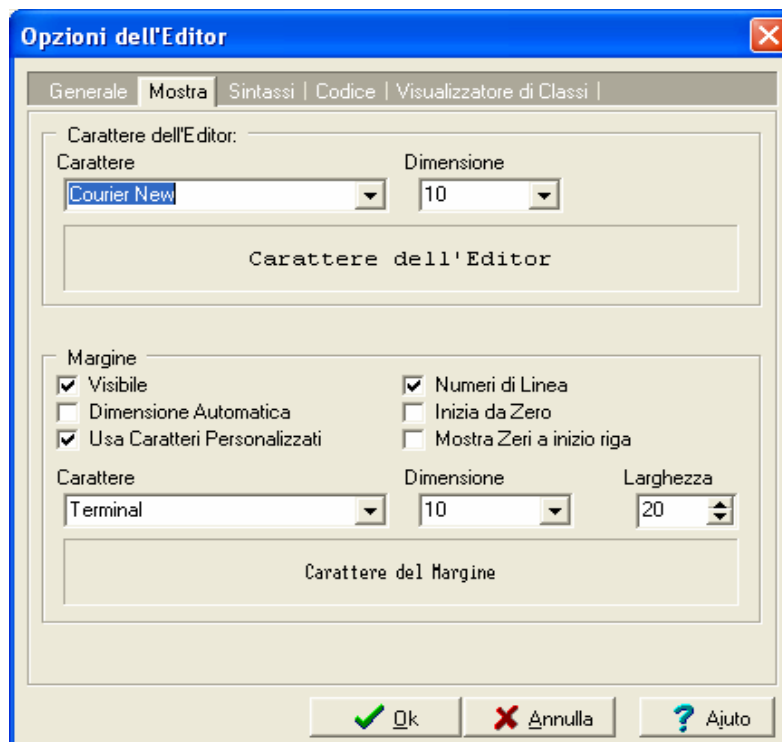 Opzioni dell'Editor
Generale Mostra Sintassi | Codice | Visualizzatore di Classi |
Carattere dell'Editor:
Carattere Dimensione
Courier New 10
Carattere dell'Editor
Margine
Visibile Numeri di Linea
Dimensione Automatica Inizia da Zero
Usa Caratteri Personalizzati Mostra Zeri a inizio riga
Carattere Dimensione Larghezza
Terminal 10 20
Carattere del Margine
Ok Annulla ? Aiuto